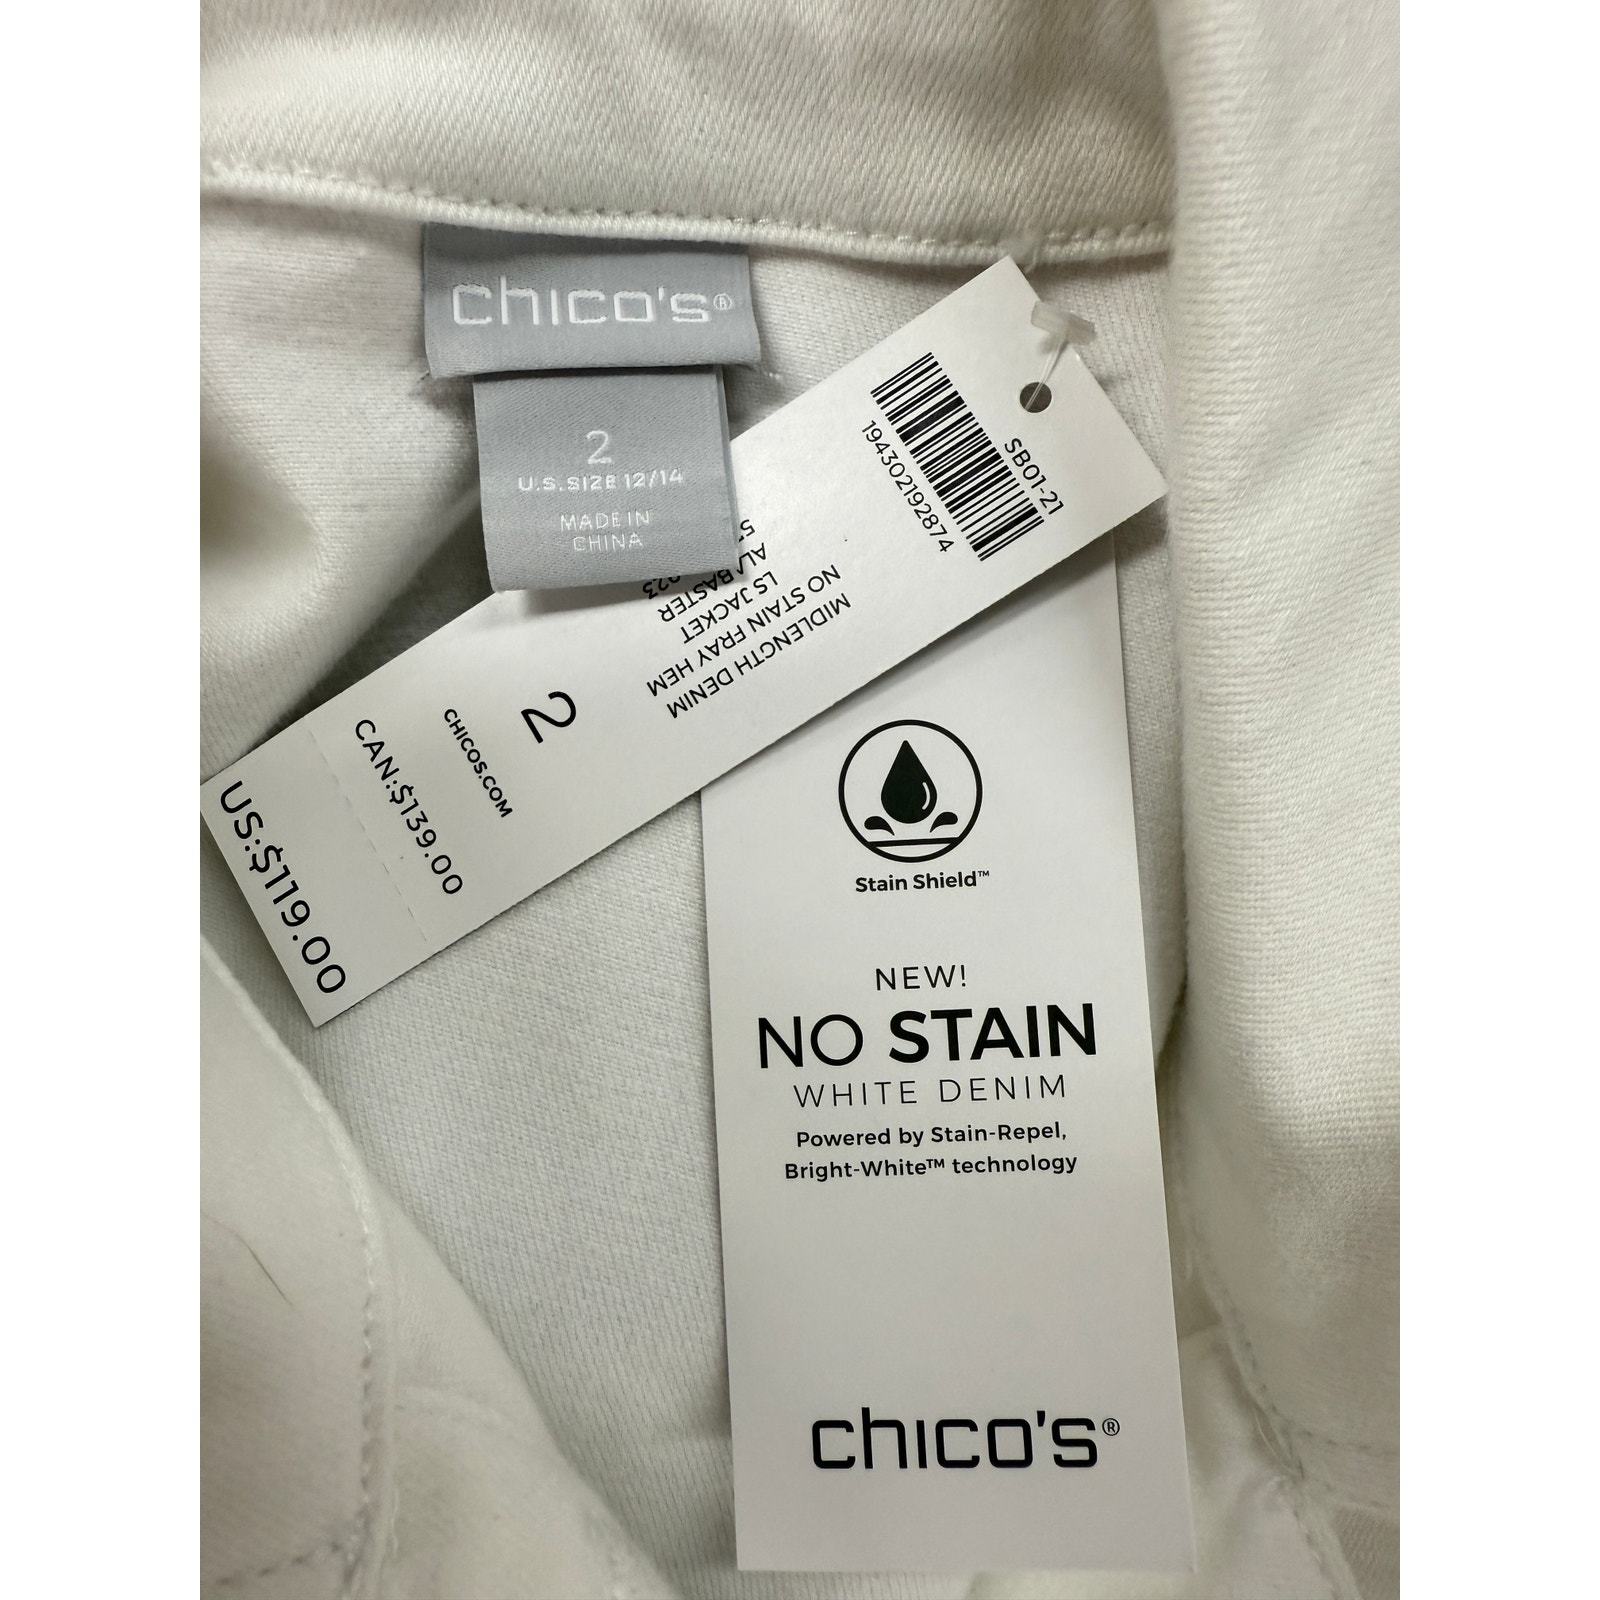 chico's®
2
U.S. SIZE 12/14
MADE IN
CHINA
SB01-21
194302192874
MIDLENGTH DENIM
NO STAIN FRAY HEM
LS JACKET
ALABASTER
2
CHICOS.COM
CAN:$139.00
US:$119.00
Stain Shield™
NEW!
NO STAIN
WHITE DENIM
Powered by Stain-Repel,
Bright-White™ technology
chico's®